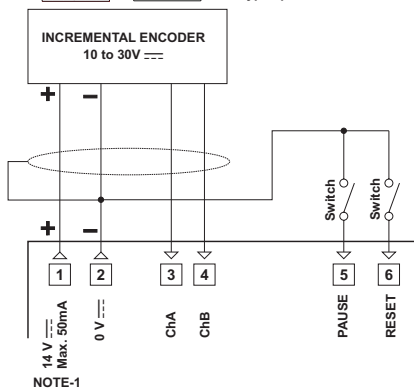 INCREMENTAL ENCODER
10 to 30V
+ −
Switch
Switch
+ −
1 2 3 4 5 6
14 V
Max. 50mA
0 V
ChA
ChB
PAUSE
RESET
NOTE-1